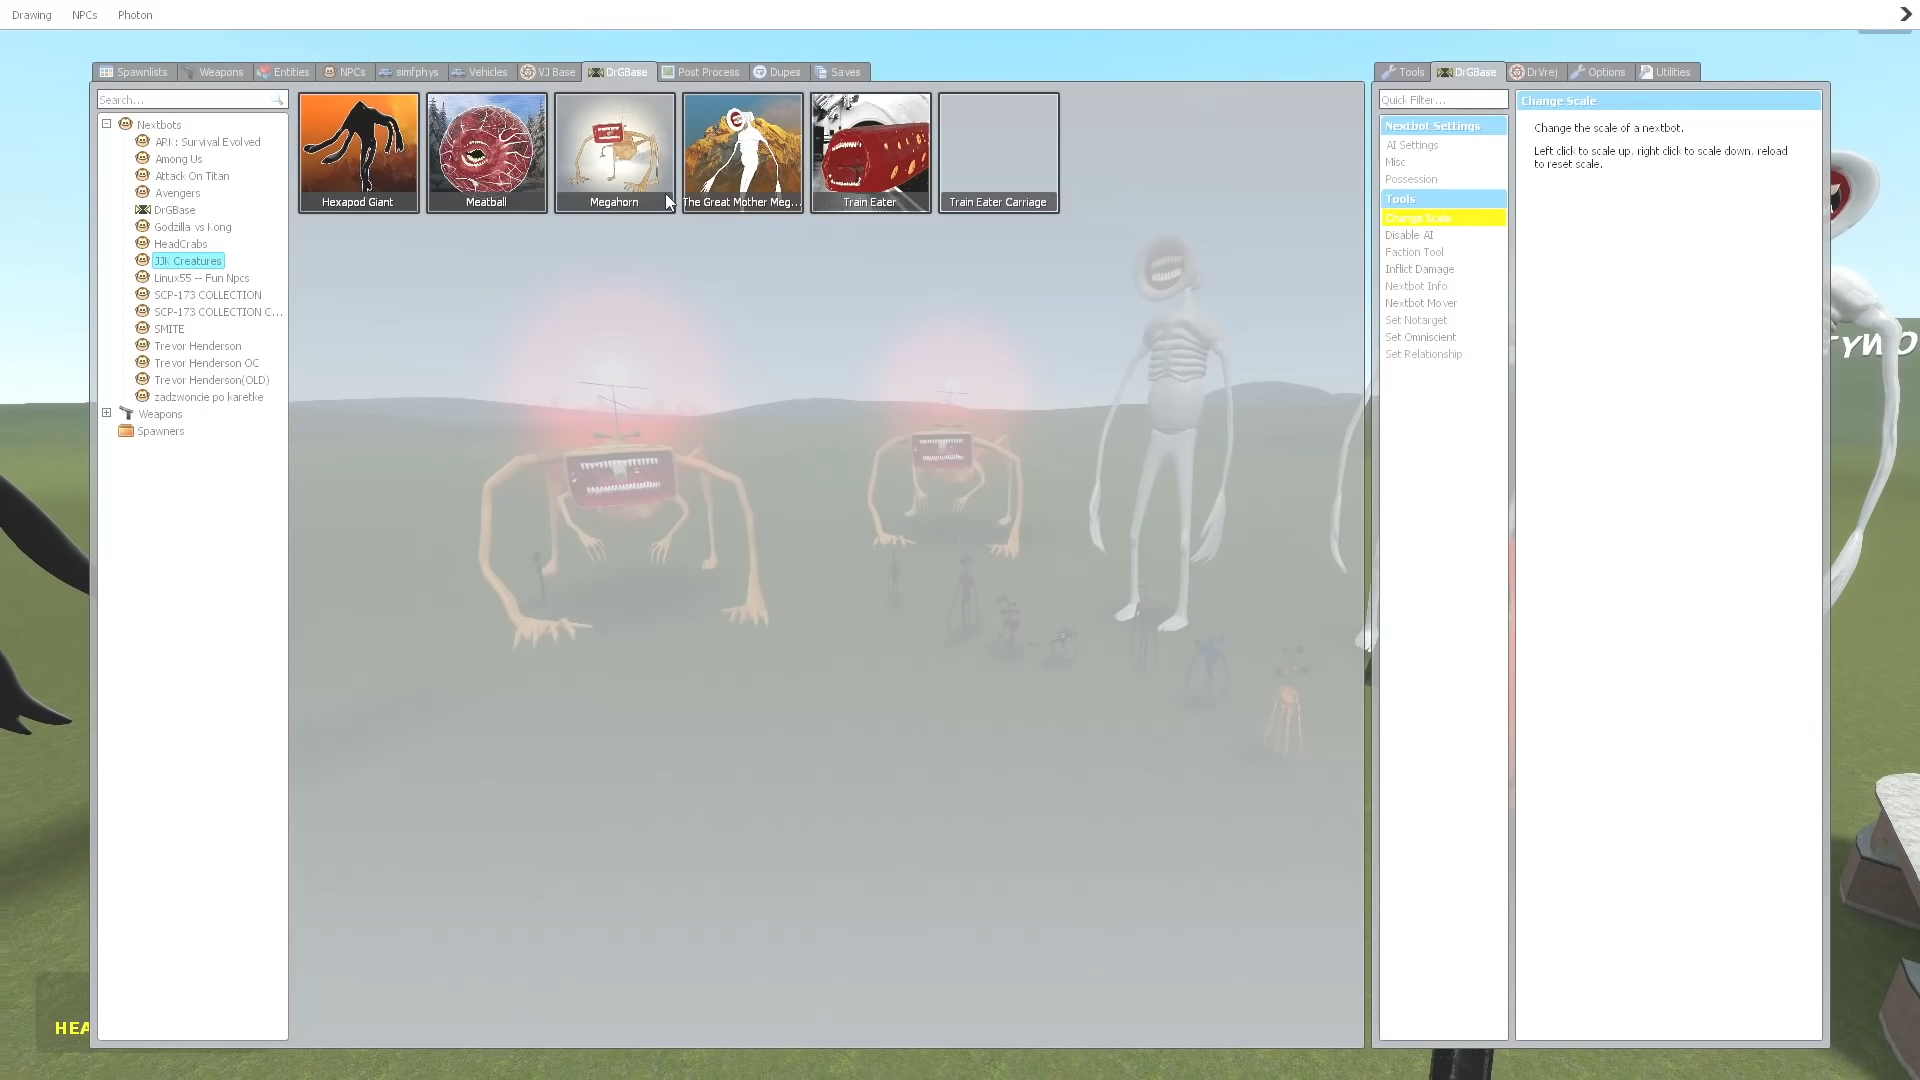 Drawing NPCs Photon
Spawnlists Weapons Entities NPCs simfphys Vehicles VJ Base DrGBase Post Process Dupes Saves
Search...
Nextbots
ARK: Survival Evolved
Among Us
Attack On Titan
Avengers
DrGBase
Godzilla vs Kong
HeadCrabs
JJK Creatures
Linux55 -- Fun Npcs
SCP-173 COLLECTION
SCP-173 COLLECTION C...
SMITE
Trevor Henderson
Trevor Henderson OC
Trevor Henderson(OLD)
zadzwoncie po karetke
Weapons
Spawners
Hexapod Giant
Meatball
Megahorn
The Great Mother Meg...
Train Eater
Train Eater Carriage
Tools DrGBase DrVrej Options Utilities
Quick Filter...
Nextbot Settings
AI Settings
Misc
Possession
Tools
Change Scale
Disable AI
Faction Tool
Inflict Damage
Nextbot Info
Nextbot Mover
Set Notarget
Set Omniscient
Set Relationship
Change Scale
Change the scale of a nextbot.
Left click to scale up, right click to scale down, reload
to reset scale.
HEA